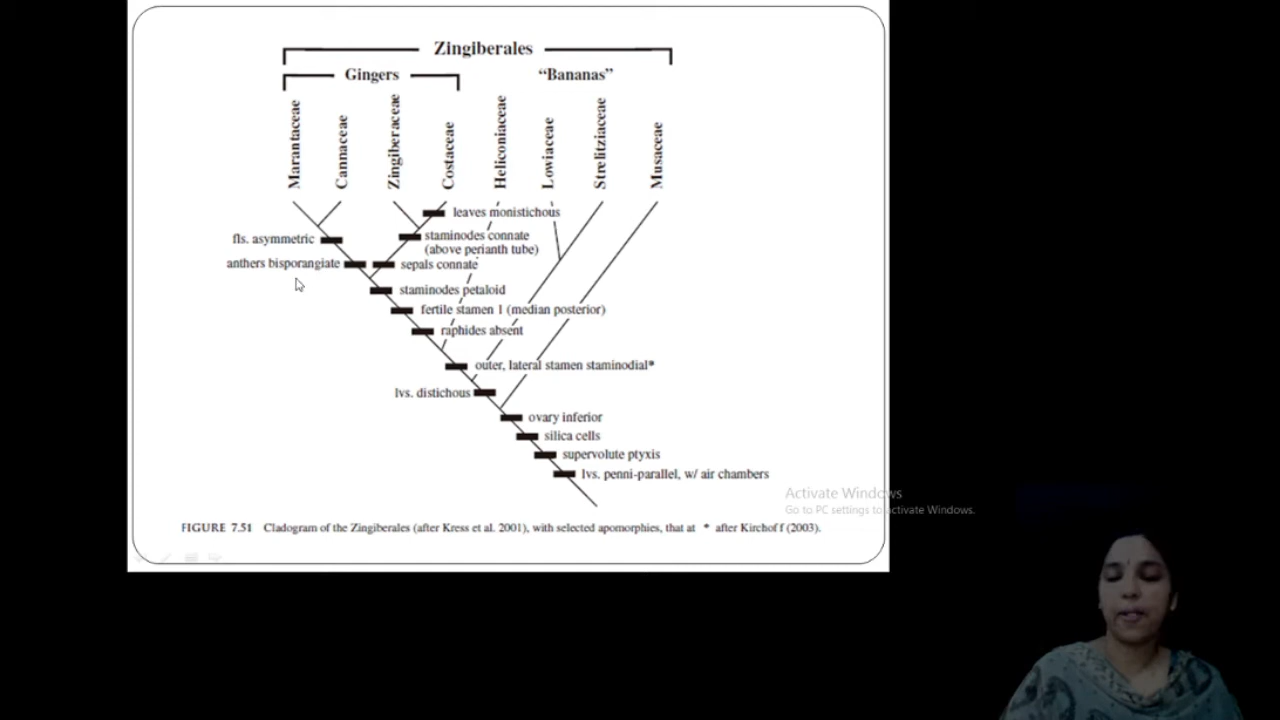 Zingiberales
Gingers
“Bananas”
Marantaceae
Cannaceae
Zingiberaceae
Costaceae
Heliconiaceae
Lowiaceae
Strelitziaceae
Musaceae
leaves monistichous
fls. asymmetric
staminodes connate
(above perianth tube)
anthers bisporangiate
sepals connate
staminodes petaloid
fertile stamen 1 (median posterior)
raphides absent
outer, lateral stamen staminodial*
lvs. distichous
ovary inferior
silica cells
supervolute ptyxis
lvs. penni-parallel, w/ air chambers
Activate Windows
Go to PC settings to activate Windows.
FIGURE 7.51 Cladogram of the Zingiberales (after Kress et al. 2001), with selected apomorphies, that at * after Kirchoff (2003).